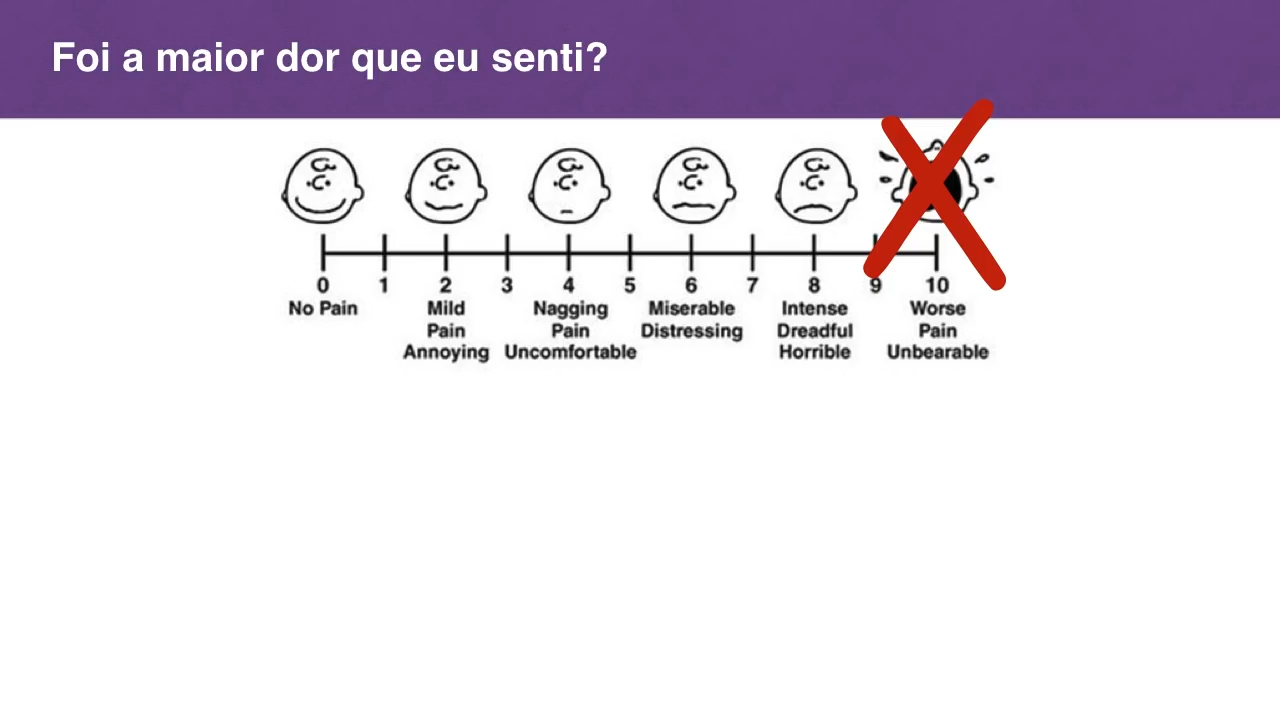 Foi a maior dor que eu senti?
0 1 2 3 4 5 6 7 8 9 10
No Pain Mild Nagging Miserable Intense Worse
Pain Pain Distressing Dreadful Pain
Annoying Uncomfortable Horrible Unbearable